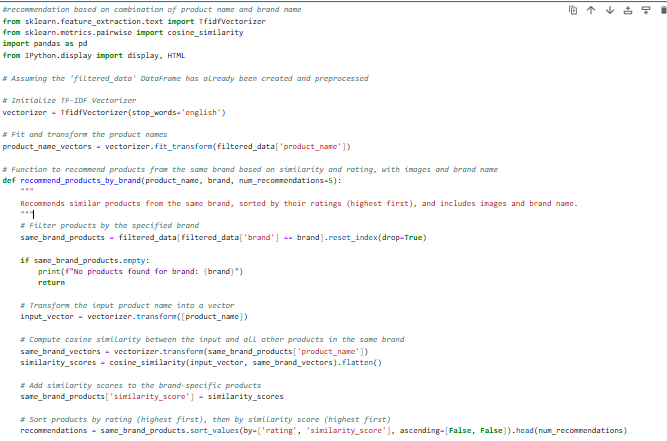 #recommendation based on combination of product name and brand name
from sklearn.feature_extraction.text import TfidfVectorizer
from sklearn.metrics.pairwise import cosine_similarity
import pandas as pd
from IPython.display import display, HTML
# Assuming the 'filtered_data' DataFrame has already been created and preprocessed
# Initialize TF-IDF Vectorizer
vectorizer = TfidfVectorizer(stop_words='english')
# Fit and transform the product names
product_name_vectors = vectorizer.fit_transform(filtered_data['product_name'])
# Function to recommend products from the same brand based on similarity and rating, with images and brand name
def recommend_products_by_brand(product_name, brand, num_recommendations=5):
    """
    Recommends similar products from the same brand, sorted by their ratings (highest first), and includes images and brand name.
    """
    # Filter products by the specified brand
    same_brand_products = filtered_data[filtered_data['brand'] == brand].reset_index(drop=True)
    if same_brand_products.empty:
        print(f"No products found for brand: {brand}")
        return
    # Transform the input product name into a vector
    input_vector = vectorizer.transform([product_name])
    # Compute cosine similarity between the input and all other products in the same brand
    same_brand_vectors = vectorizer.transform(same_brand_products['product_name'])
    similarity_scores = cosine_similarity(input_vector, same_brand_vectors).flatten()
    # Add similarity scores to the brand-specific products
    same_brand_products['similarity_score'] = similarity_scores
    # Sort products by rating (highest first), then by similarity score (highest first)
    recommendations = same_brand_products.sort_values(by=['rating', 'similarity_score'], ascending=[False, False]).head(num_recommendations)